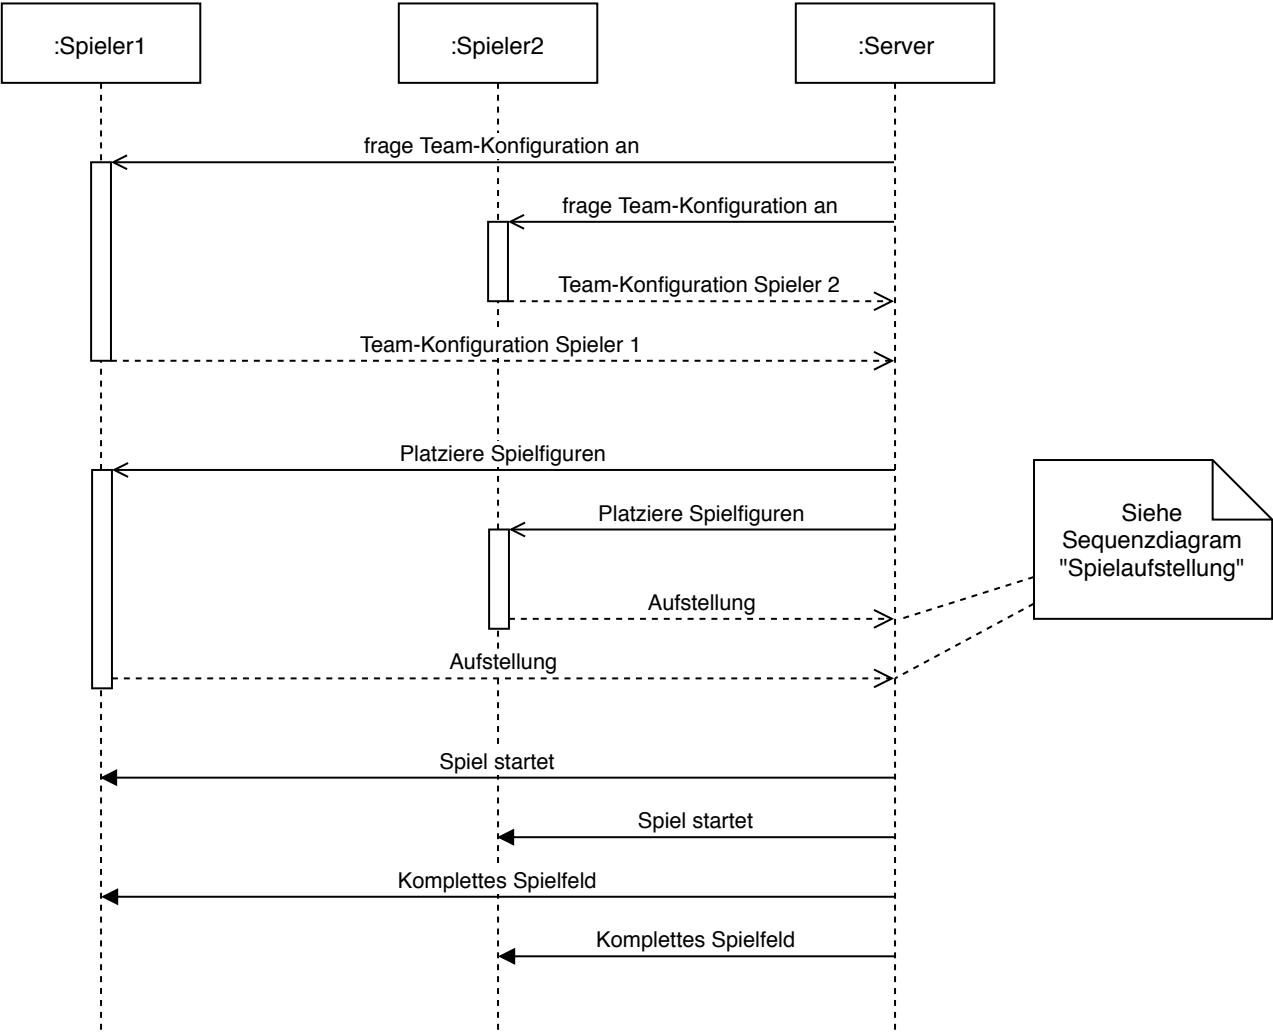 :Spieler1
:Spieler2
:Server
frage Team-Konfiguration an
frage Team-Konfiguration an
Team-Konfiguration Spieler 2
Team-Konfiguration Spieler 1
Platziere Spielfiguren
Platziere Spielfiguren
Siehe
Sequenzdiagram
"Spielaufstellung"
Aufstellung
Aufstellung
Spiel startet
Spiel startet
Komplettes Spielfeld
Komplettes Spielfeld